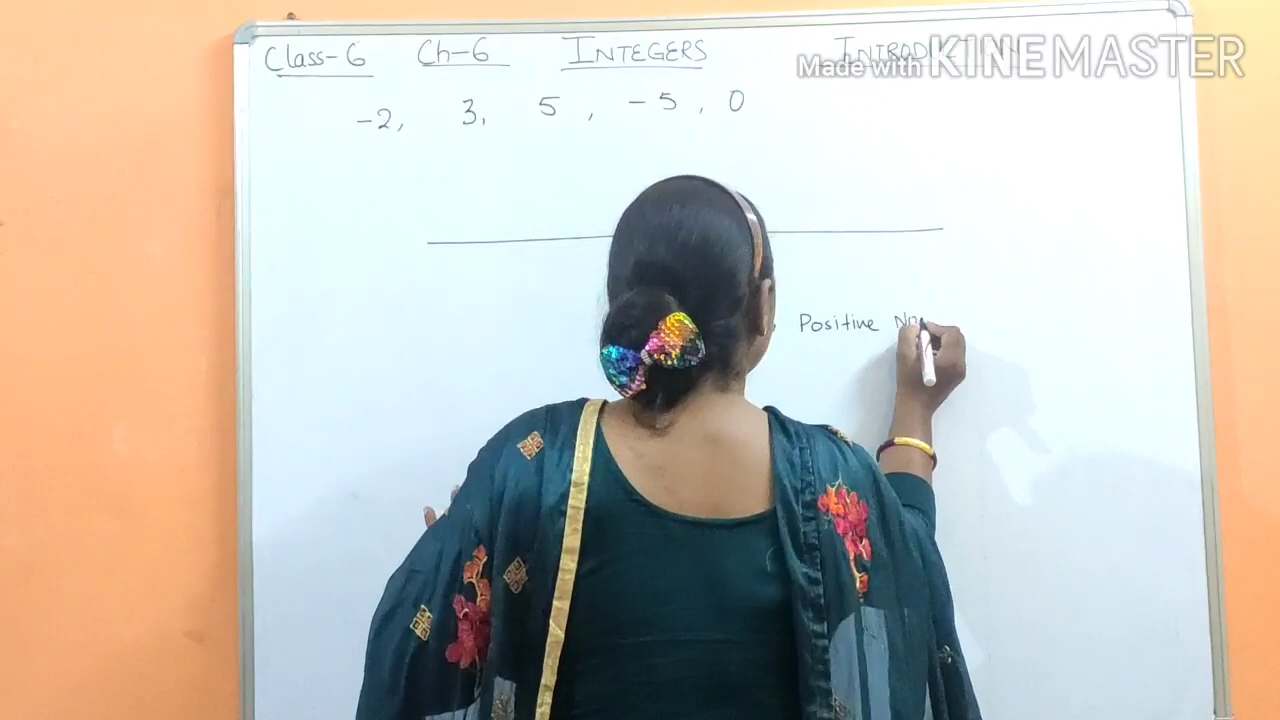 Class-6 Ch-6 INTEGERS
Made with KINEMASTER
-2, 3, 5, -5, 0
Positive